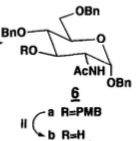 OBn
BnO
O
RO
AcNH
OBn
6
a R=PMB
ii
b R=H